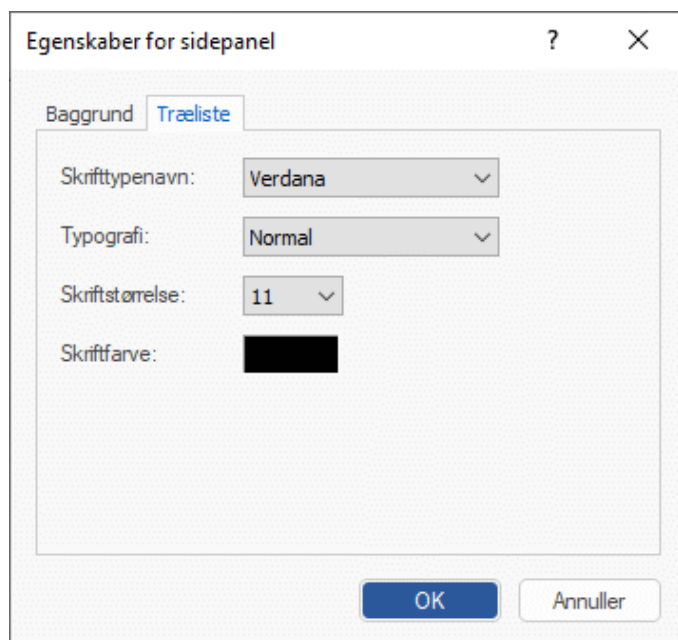 Egenskaber for sidepanel ?
Baggrund Træliste
Skrifttypenavn: Verdana
Typografi: Normal
Skriftstørrelse: 11
Skriftfarve:
OK Annuller